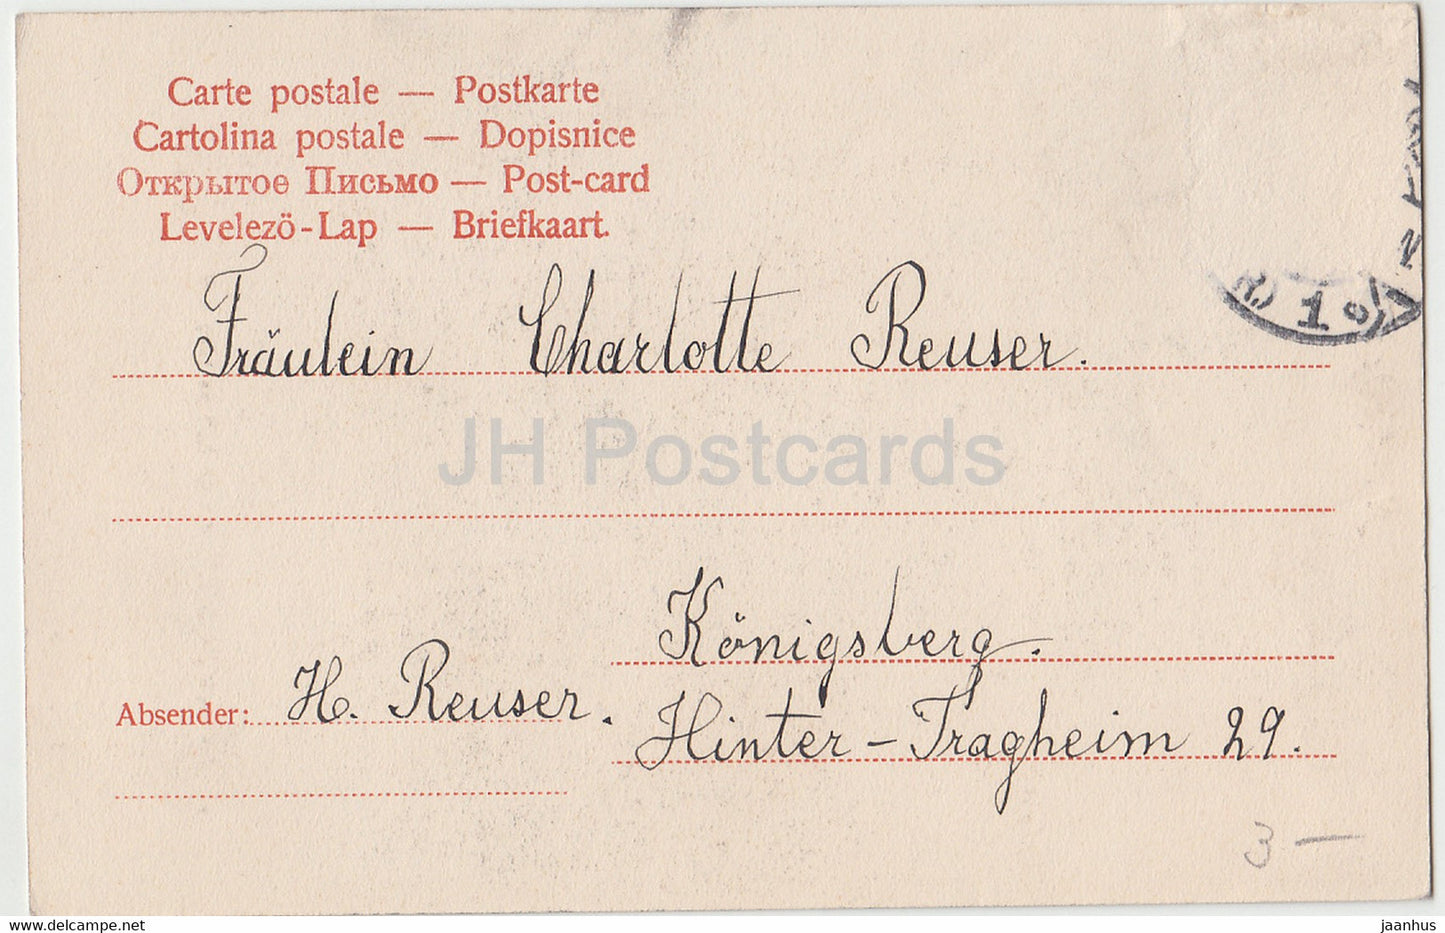 Carte postale — Postkarte
Cartolina postale — Dopisnice
Открытое Письмо — Post-card
Levelezö-Lap — Briefkaart.
Fräulein Charlotte Reuser.
JH Postcards
Königsberg.
Absender: H. Reuser.
Hinter-Tragheim 29.
3 —
jaanhus
www.delcampe.net